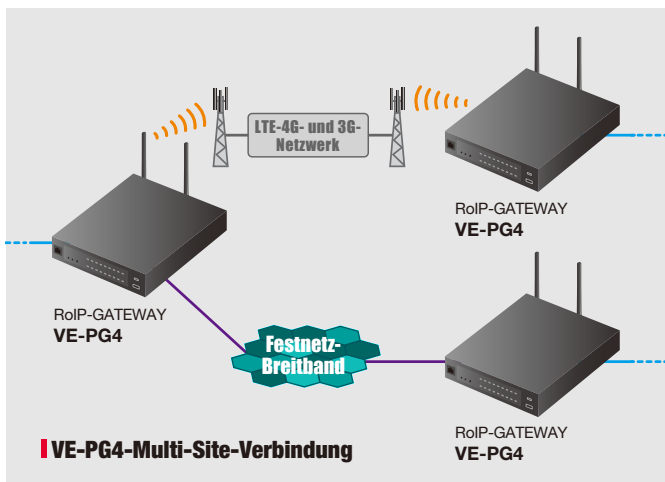 LTE-4G- und 3G-
Netzwerk
RoIP-GATEWAY
VE-PG4
RoIP-GATEWAY
VE-PG4
Festnetz-
Breitband
RoIP-GATEWAY
VE-PG4
VE-PG4-Multi-Site-Verbindung